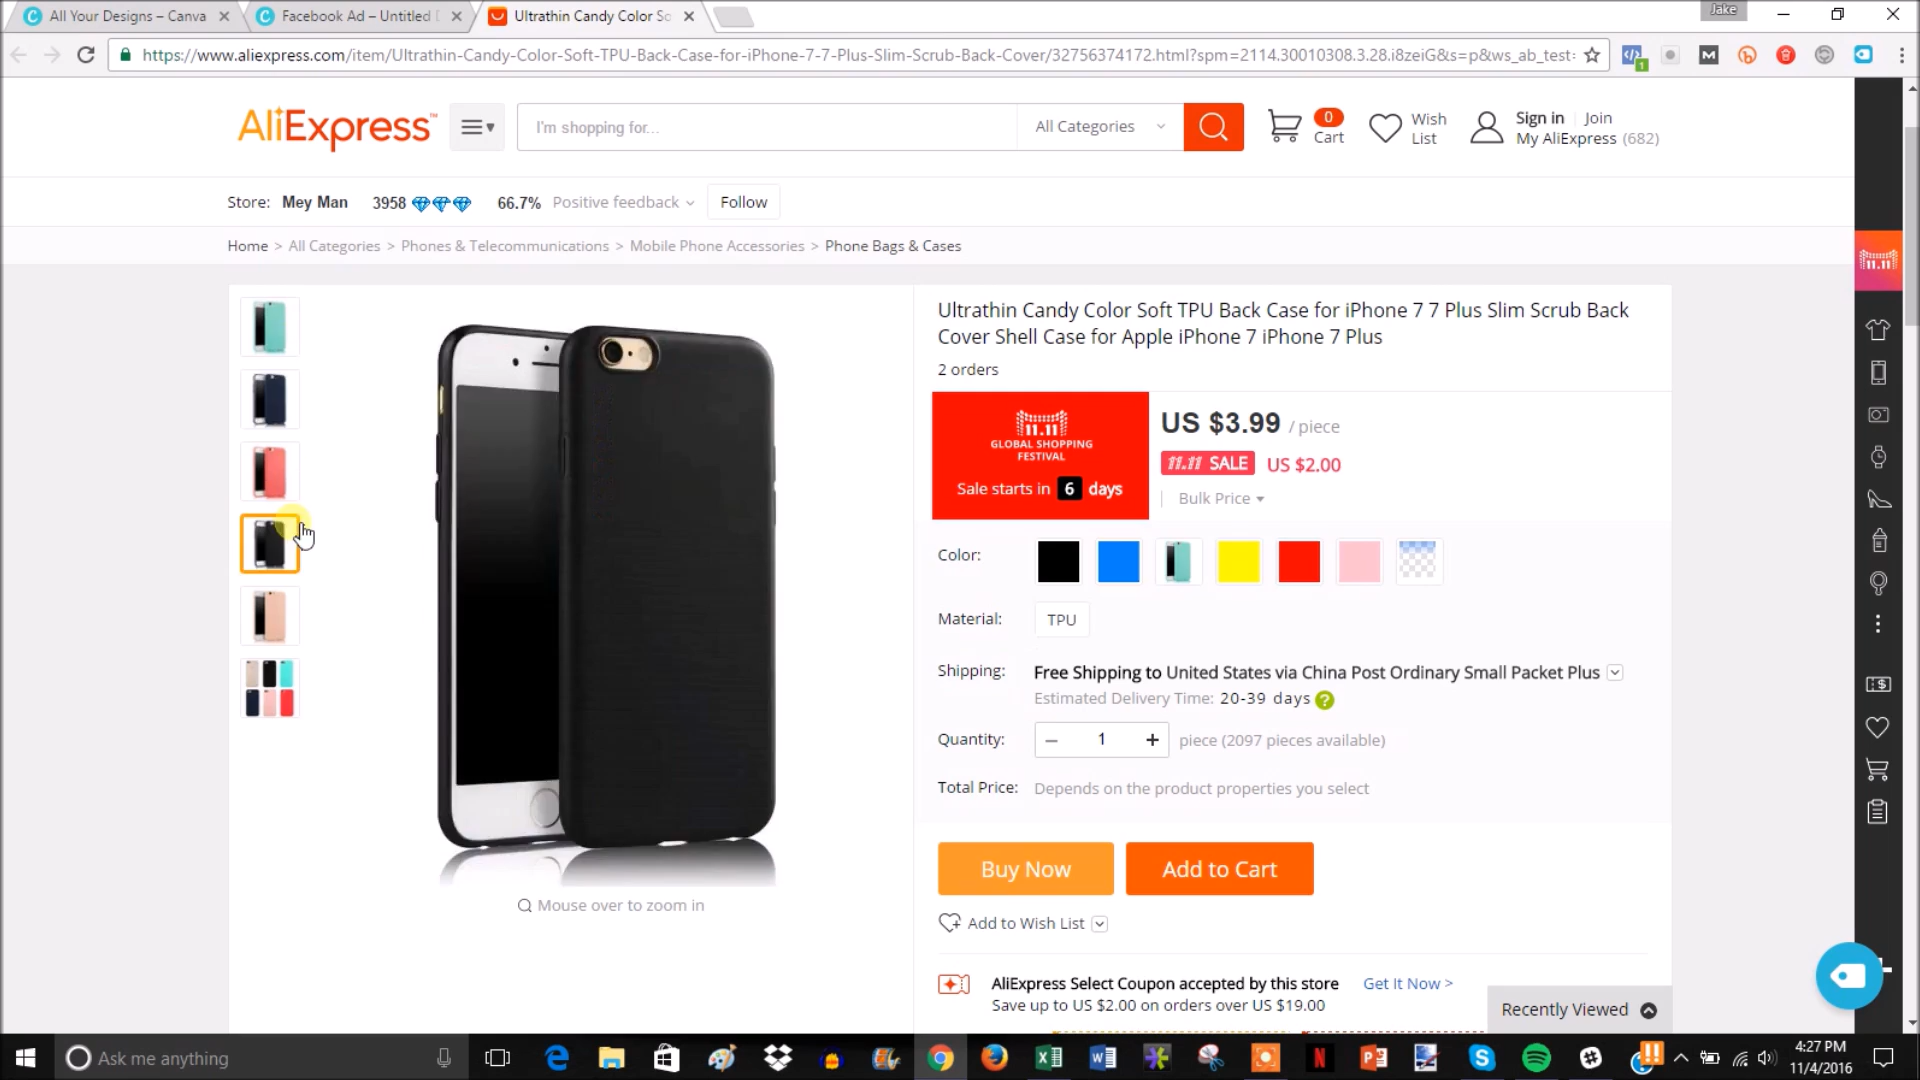 All Your Designs – Canva
Facebook Ad – Untitled D
Ultrathin Candy Color So
Jake
https://www.aliexpress.com/item/Ultrathin-Candy-Color-Soft-TPU-Back-Case-for-iPhone-7-7-Plus-Slim-Scrub-Back-Cover/32756374172.html?spm=2114.30010308.3.28.i8zeiG&s=p&ws_ab_test=
AliExpress™
I'm shopping for...
All Categories
0
Cart
Wish
List
Sign in
Join
My AliExpress (682)
Store: Mey Man 3958 66.7% Positive feedback
Follow
Home > All Categories > Phones & Telecommunications > Mobile Phone Accessories > Phone Bags & Cases
11.11
Ultrathin Candy Color Soft TPU Back Case for iPhone 7 7 Plus Slim Scrub Back
Cover Shell Case for Apple iPhone 7 iPhone 7 Plus
2 orders
11.11
GLOBAL SHOPPING
FESTIVAL
Sale starts in 6 days
US $3.99 / piece
11.11 SALE US $2.00
Bulk Price
Color:
Material: TPU
Shipping: Free Shipping to United States via China Post Ordinary Small Packet Plus
Estimated Delivery Time: 20-39 days ?
Quantity: – 1 + piece (2097 pieces available)
Total Price: Depends on the product properties you select
Buy Now
Add to Cart
Mouse over to zoom in
Add to Wish List
AliExpress Select Coupon accepted by this store Get It Now >
Save up to US $2.00 on orders over US $19.00
Recently Viewed
Ask me anything
4:27 PM
11/4/2016